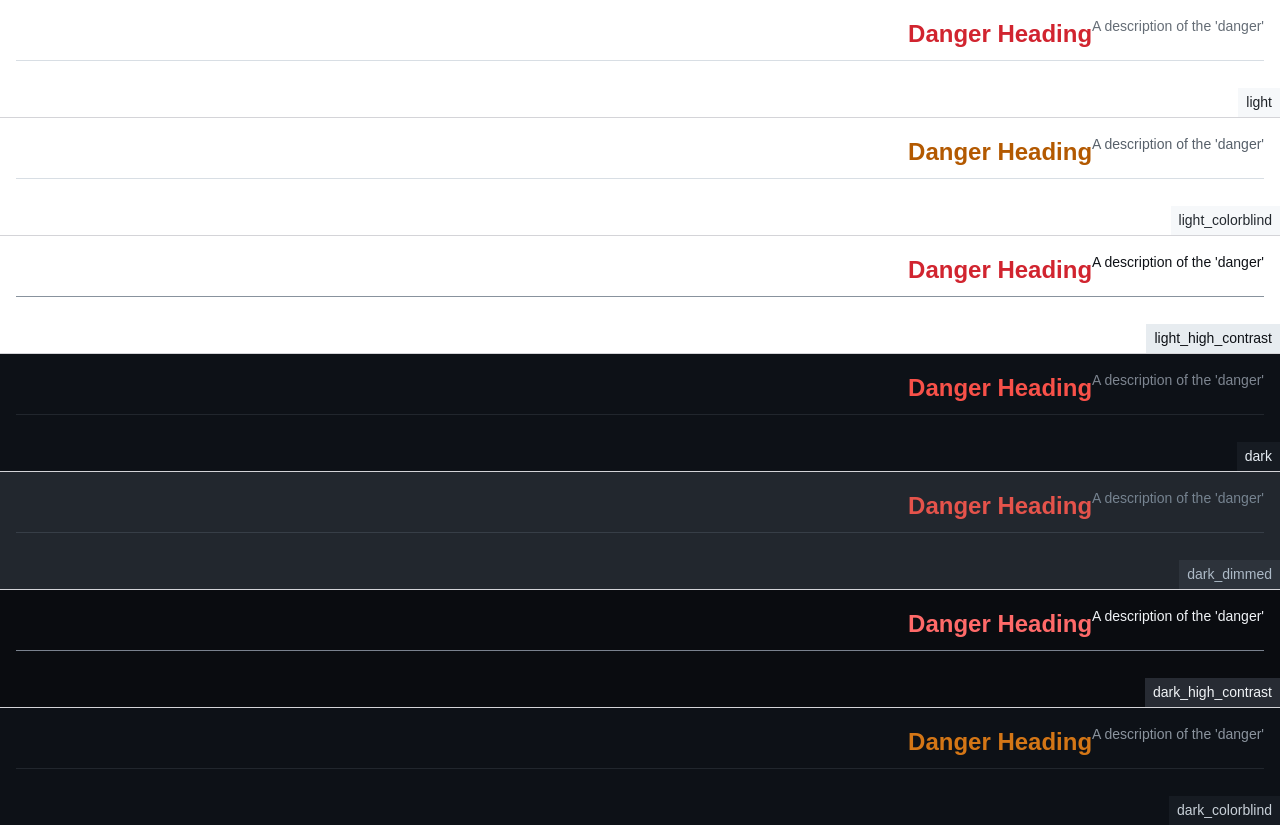 Danger Heading A description of the 'danger'
light
Danger Heading A description of the 'danger'
light_colorblind
Danger Heading A description of the 'danger'
light_high_contrast
Danger Heading A description of the 'danger'
dark
Danger Heading A description of the 'danger'
dark_dimmed
Danger Heading A description of the 'danger'
dark_high_contrast
Danger Heading A description of the 'danger'
dark_colorblind